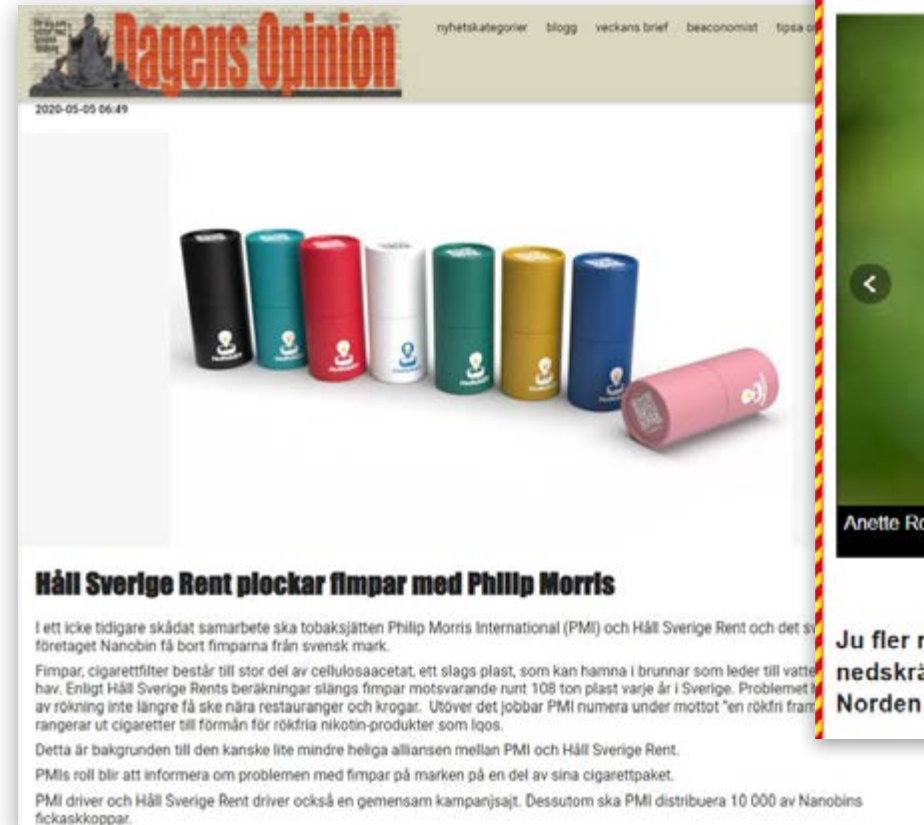 Dagens Opinion
nyhetskategorier blogg veckans brief beaconomist tipsa
2020-05-05 06:49
Håll Sverige Rent plockar fimpar med Philip Morris
I ett icke tidigare skådat samarbete ska tobaksjätten Philip Morris International (PMI) och Håll Sverige Rent och det
företaget Nanobin få bort fimparna från svensk mark.
Fimpar, cigarettfilter består till stor del av cellulosaacetat, ett slags plast, som kan hamna i brunnar som leder till
hav. Enligt Håll Sverige Rents beräkningar slängs fimpar motsvarande runt 108 ton plast varje år i Sverige. Problemet
av rökning inte längre få ske nära restauranger och krogar. Utöver det jobbar PMI numera under mottot "en rökfri
rangerar ut cigaretter till förmån för rökfria nikotin-produkter som Iqos.
Detta är bakgrunden till den kanske lite mindre heliga alliansen mellan PMI och Håll Sverige Rent.
PMIs roll blir att informera om problemen med fimpar på marken på en del av sina cigarettpaket.
PMI driver och Håll Sverige Rent driver också en gemensam kampanjsajt. Dessutom ska PMI distribuera 10 000 av Nanobins
fickaskkoppar.
Anette
Ju fler
Norden